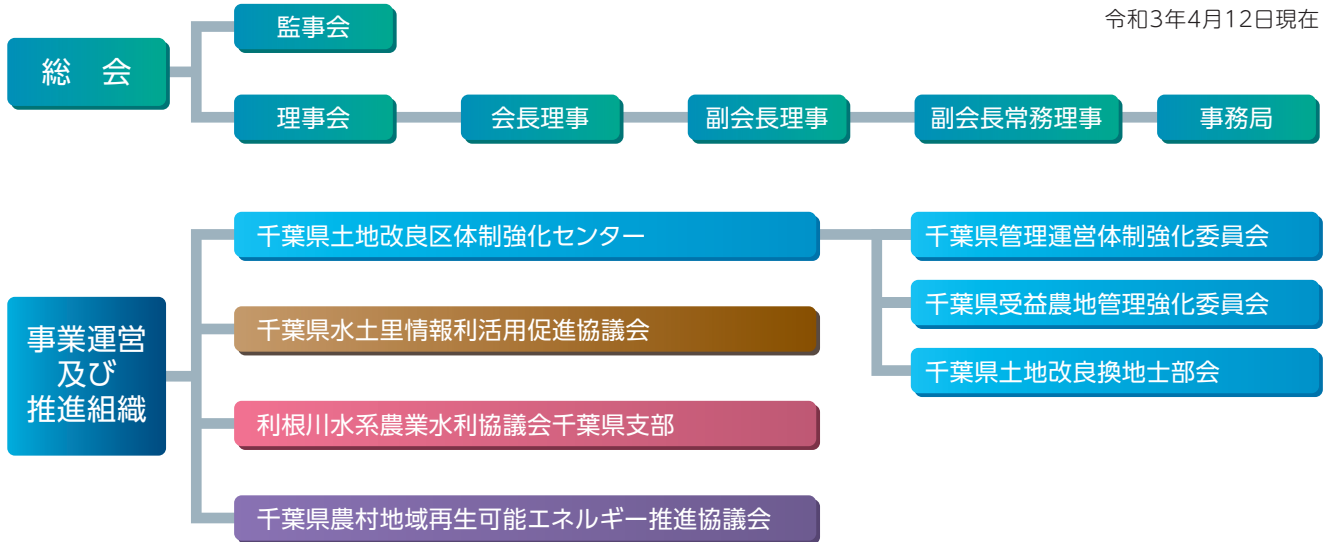 令和3年4月12日現在
監事会
総 会
理事会
会長理事
副会長理事
副会長常務理事
事務局
事業運営
及び
推進組織
千葉県土地改良区体制強化センター
千葉県管理運営体制強化委員会
千葉県受益農地管理強化委員会
千葉県土地改良換地士部会
千葉県水土里情報利活用促進協議会
利根川水系農業水利協議会千葉県支部
千葉県農村地域再生可能エネルギー推進協議会